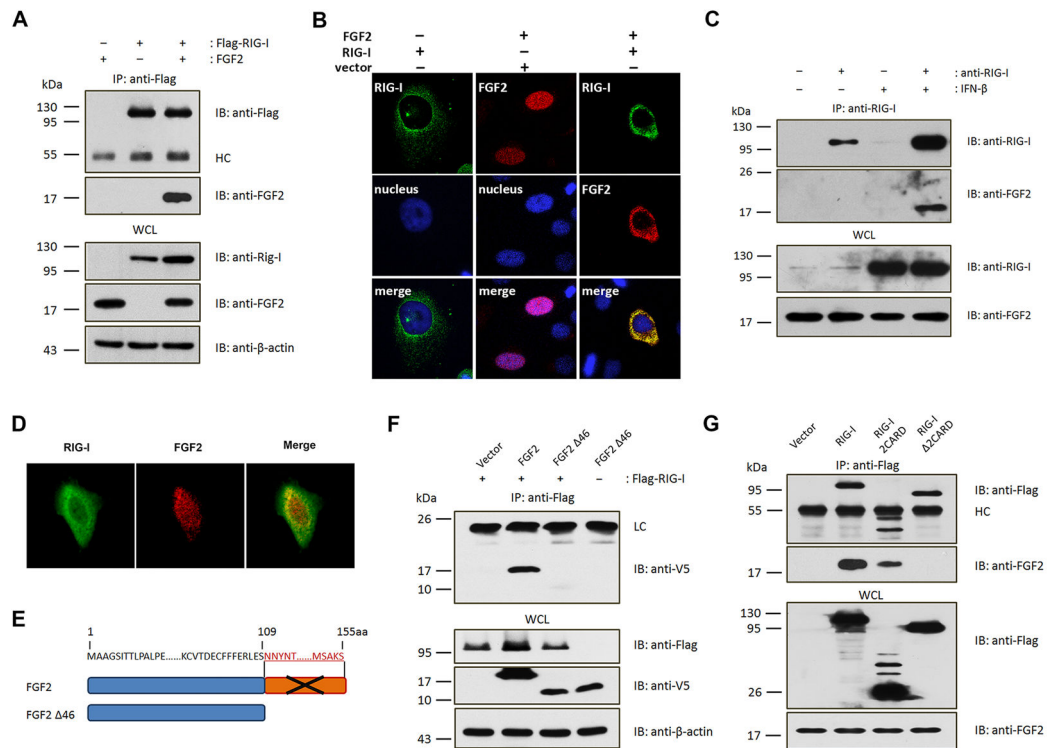 A
– + + : Flag-RIG-I
+ – + : FGF2
IP: anti-Flag
kDa
130
95
IB: anti-Flag
55
HC
17
IB: anti-FGF2
WCL
130
95
IB: anti-Rig-I
17
IB: anti-FGF2
43
IB: anti-β-actin
B
FGF2 – + +
RIG-I + – +
vector – + –
RIG-I
FGF2
RIG-I
nucleus
nucleus
FGF2
merge
merge
merge
C
– + – + : anti-RIG-I
– – + + : IFN-β
IP: anti-RIG-I
kDa
130
95
IB: anti-RIG-I
26
17
IB: anti-FGF2
WCL
130
95
IB: anti-RIG-I
17
IB: anti-FGF2
D
RIG-I FGF2 Merge
E
1 109 155aa
MAAGSITTLPALPE......KCVTDECFFFERLESNNYNT......MSAKS
FGF2
FGF2 Δ46
F
Vector
FGF2
FGF2 Δ46
FGF2 Δ46
+ + + – : Flag-RIG-I
IP: anti-Flag
kDa
26
LC
17
10
IB: anti-V5
WCL
95
IB: anti-Flag
17
10
IB: anti-V5
43
IB: anti-β-actin
G
Vector
RIG-I
RIG-I
2CARD
RIG-I
Δ2CARD
IP: anti-Flag
kDa
95
IB: anti-Flag
55
HC
17
IB: anti-FGF2
WCL
130
95
IB: anti-Flag
26
17
IB: anti-FGF2